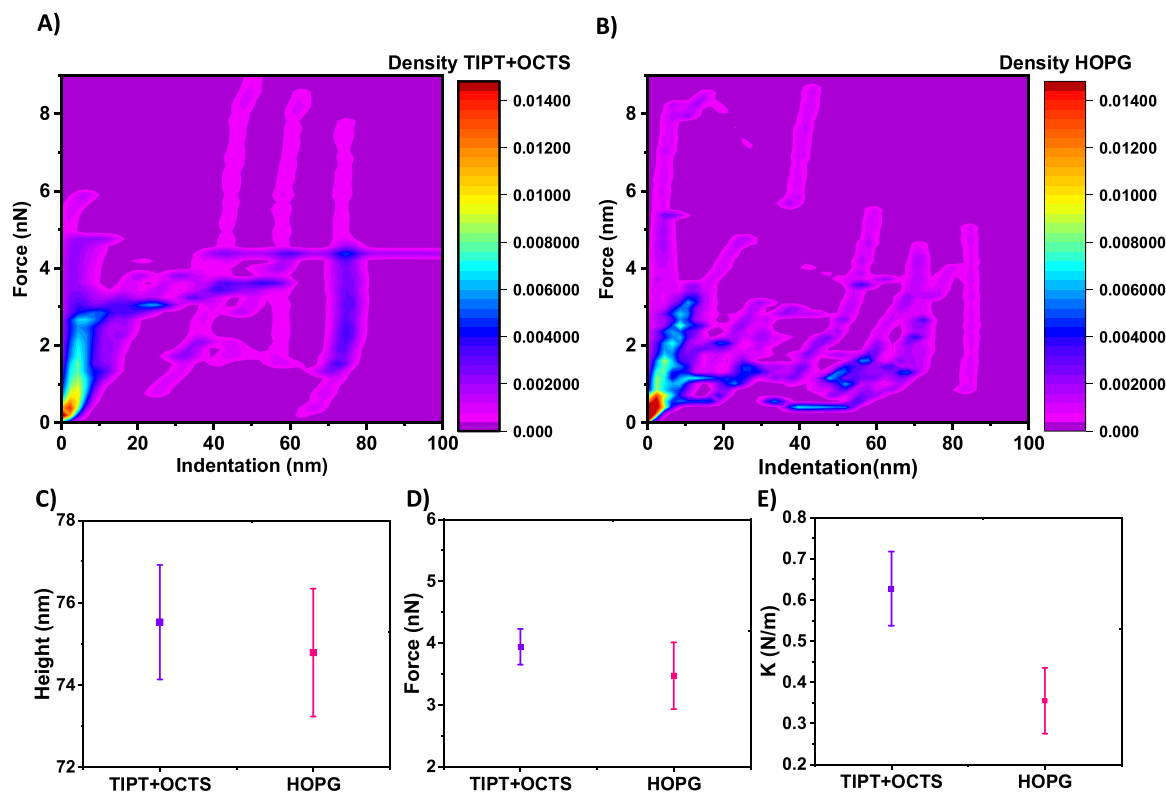 A)
B)
Density TIPT+OCTS
Density HOPG
Force (nN)
8
6
4
2
0
0 20 40 60 80 100
Indentation (nm)
0.01400
0.01200
0.01000
0.008000
0.006000
0.004000
0.002000
0.000
Force (nm)
8
6
4
2
0
0 20 40 60 80 100
Indentation(nm)
0.01400
0.01200
0.01000
0.008000
0.006000
0.004000
0.002000
0.000
C)
Height (nm)
78
76
74
72
TIPT+OCTS HOPG
D)
Force (nN)
6
5
4
3
2
TIPT+OCTS HOPG
E)
K (N/m)
0.8
0.7
0.6
0.5
0.4
0.3
0.2
TIPT+OCTS HOPG